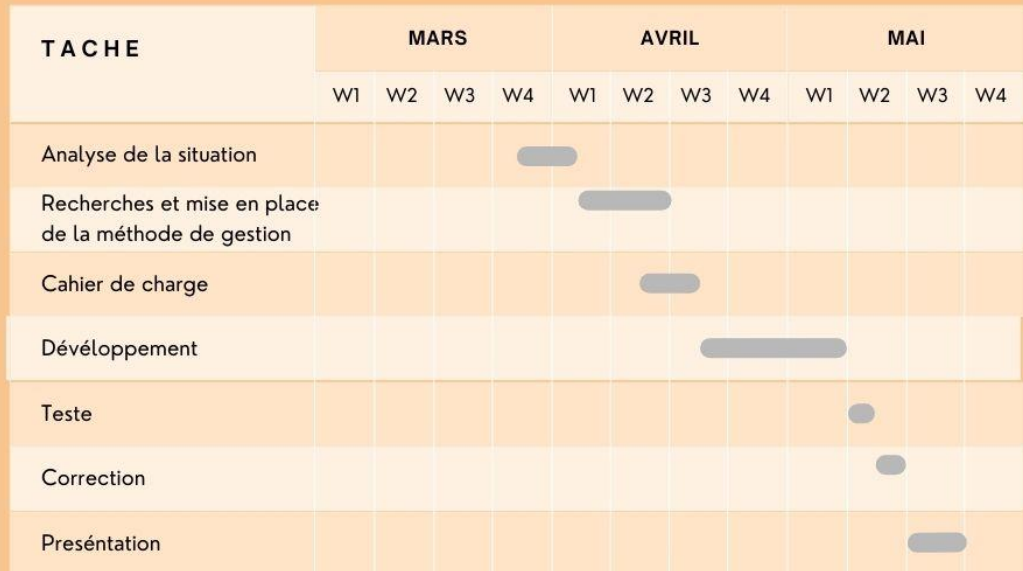 TACHE
MARS AVRIL MAI
W1 W2 W3 W4 W1 W2 W3 W4 W1 W2 W3 W4
Analyse de la situation
Recherches et mise en place
de la méthode de gestion
Cahier de charge
Dévéloppement
Teste
Correction
Preséntation